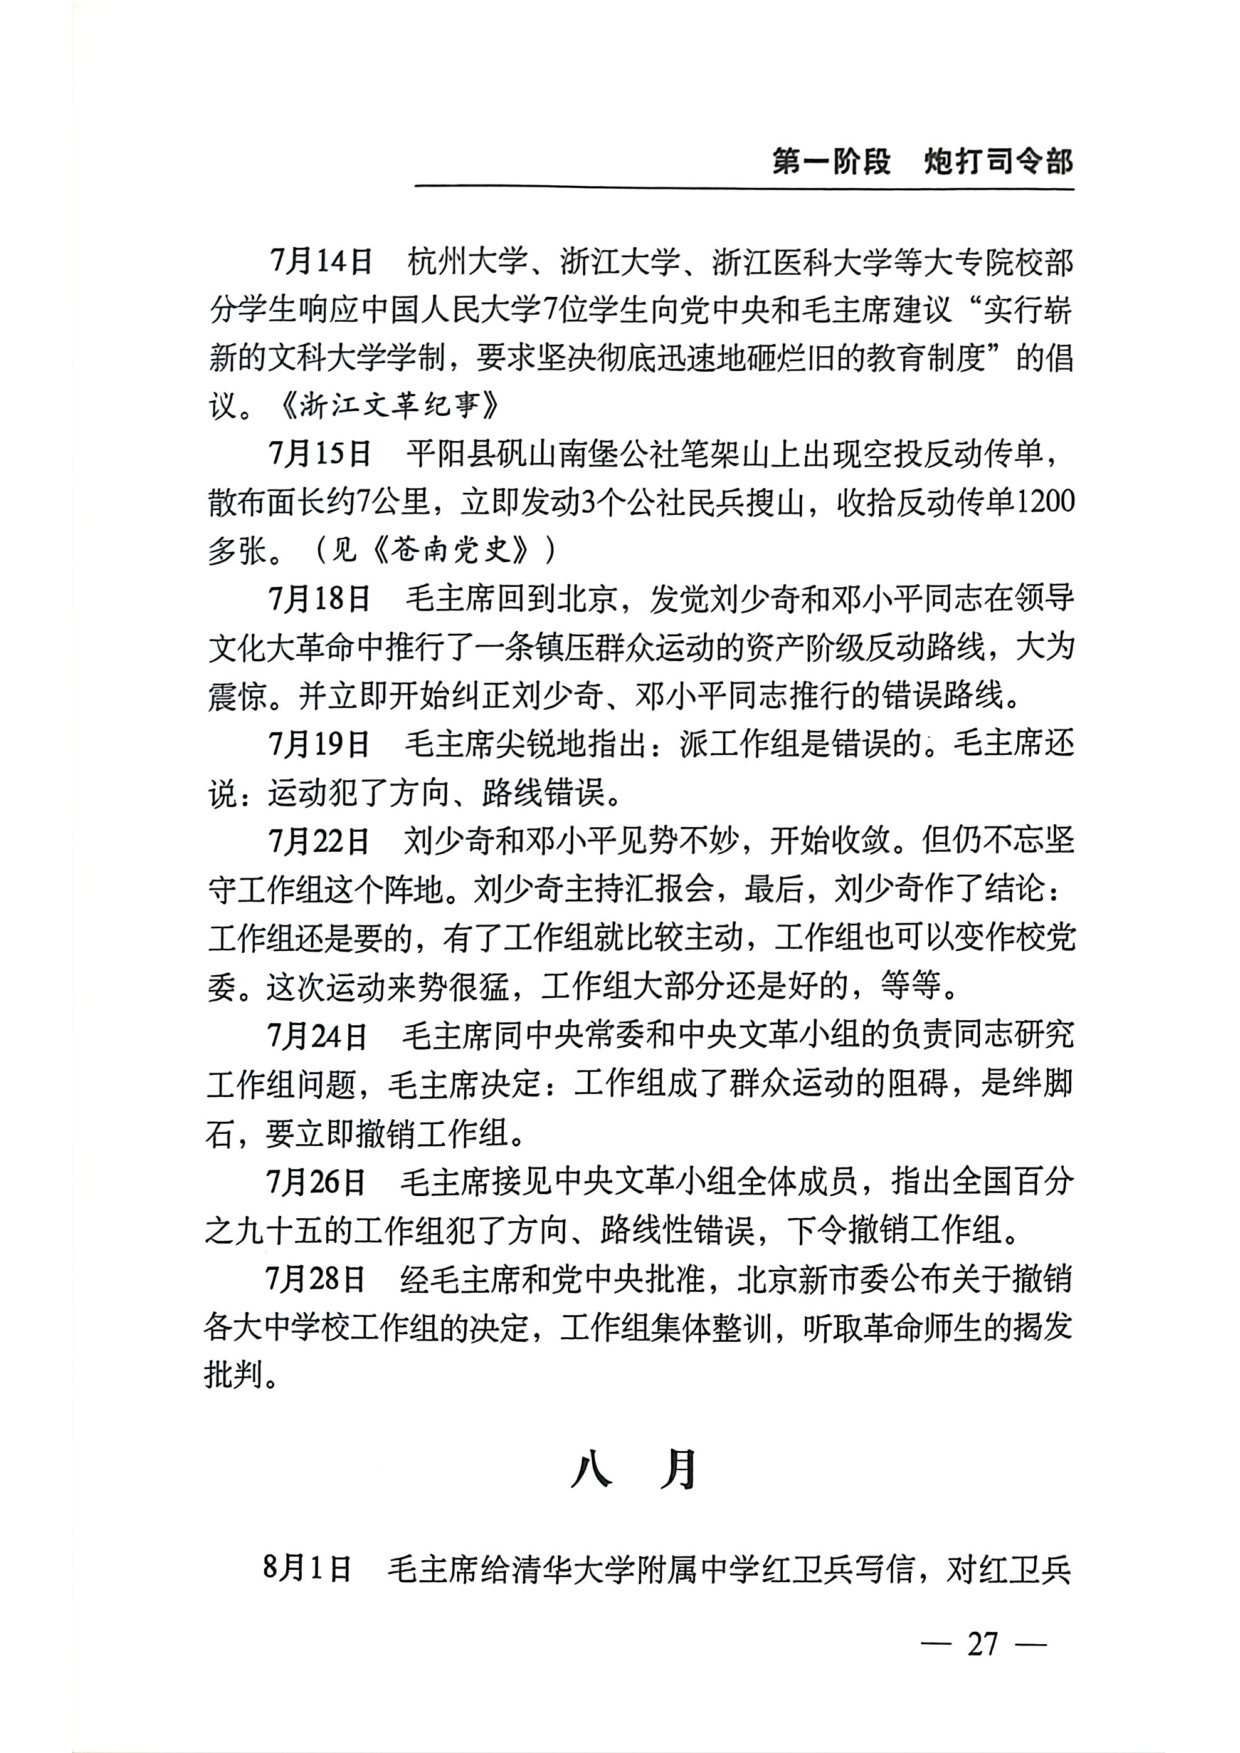 第一阶段　炮打司令部
7月14日　杭州大学、浙江大学、浙江医科大学等大专院校部
分学生响应中国人民大学7位学生向党中央和毛主席建议“实行崭
新的文科大学学制，要求坚决彻底迅速地砸烂旧的教育制度”的倡
议。《浙江文革纪事》
7月15日　平阳县矾山南堡公社笔架山上出现空投反动传单，
散布面长约7公里，立即发动3个公社民兵搜山，收拾反动传单1200
多张。（见《苍南党史》）
7月18日　毛主席回到北京，发觉刘少奇和邓小平同志在领导
文化大革命中推行了一条镇压群众运动的资产阶级反动路线，大为
震惊。并立即开始纠正刘少奇、邓小平同志推行的错误路线。
7月19日　毛主席尖锐地指出：派工作组是错误的。毛主席还
说：运动犯了方向、路线错误。
7月22日　刘少奇和邓小平见势不妙，开始收敛。但仍不忘坚
守工作组这个阵地。刘少奇主持汇报会，最后，刘少奇作了结论：
工作组还是要的，有了工作组就比较主动，工作组也可以变作校党
委。这次运动来势很猛，工作组大部分还是好的，等等。
7月24日　毛主席同中央常委和中央文革小组的负责同志研究
工作组问题，毛主席决定：工作组成了群众运动的阻碍，是绊脚
石，要立即撤销工作组。
7月26日　毛主席接见中央文革小组全体成员，指出全国百分
之九十五的工作组犯了方向、路线性错误，下令撤销工作组。
7月28日　经毛主席和党中央批准，北京新市委公布关于撤销
各大中学校工作组的决定，工作组集体整训，听取革命师生的揭发
批判。
八　月
8月1日　毛主席给清华大学附属中学红卫兵写信，对红卫兵
— 27 —